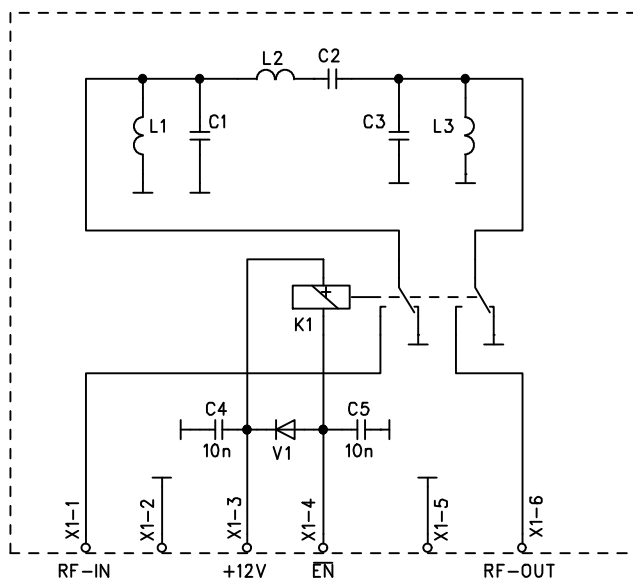 L2
C2
L1
C1
C3
L3
+
K1
C4
C5
10n
V1
10n
X1-1
X1-2
X1-3
X1-4
X1-5
X1-6
RF-IN
+12V
E̅N̅
RF-OUT